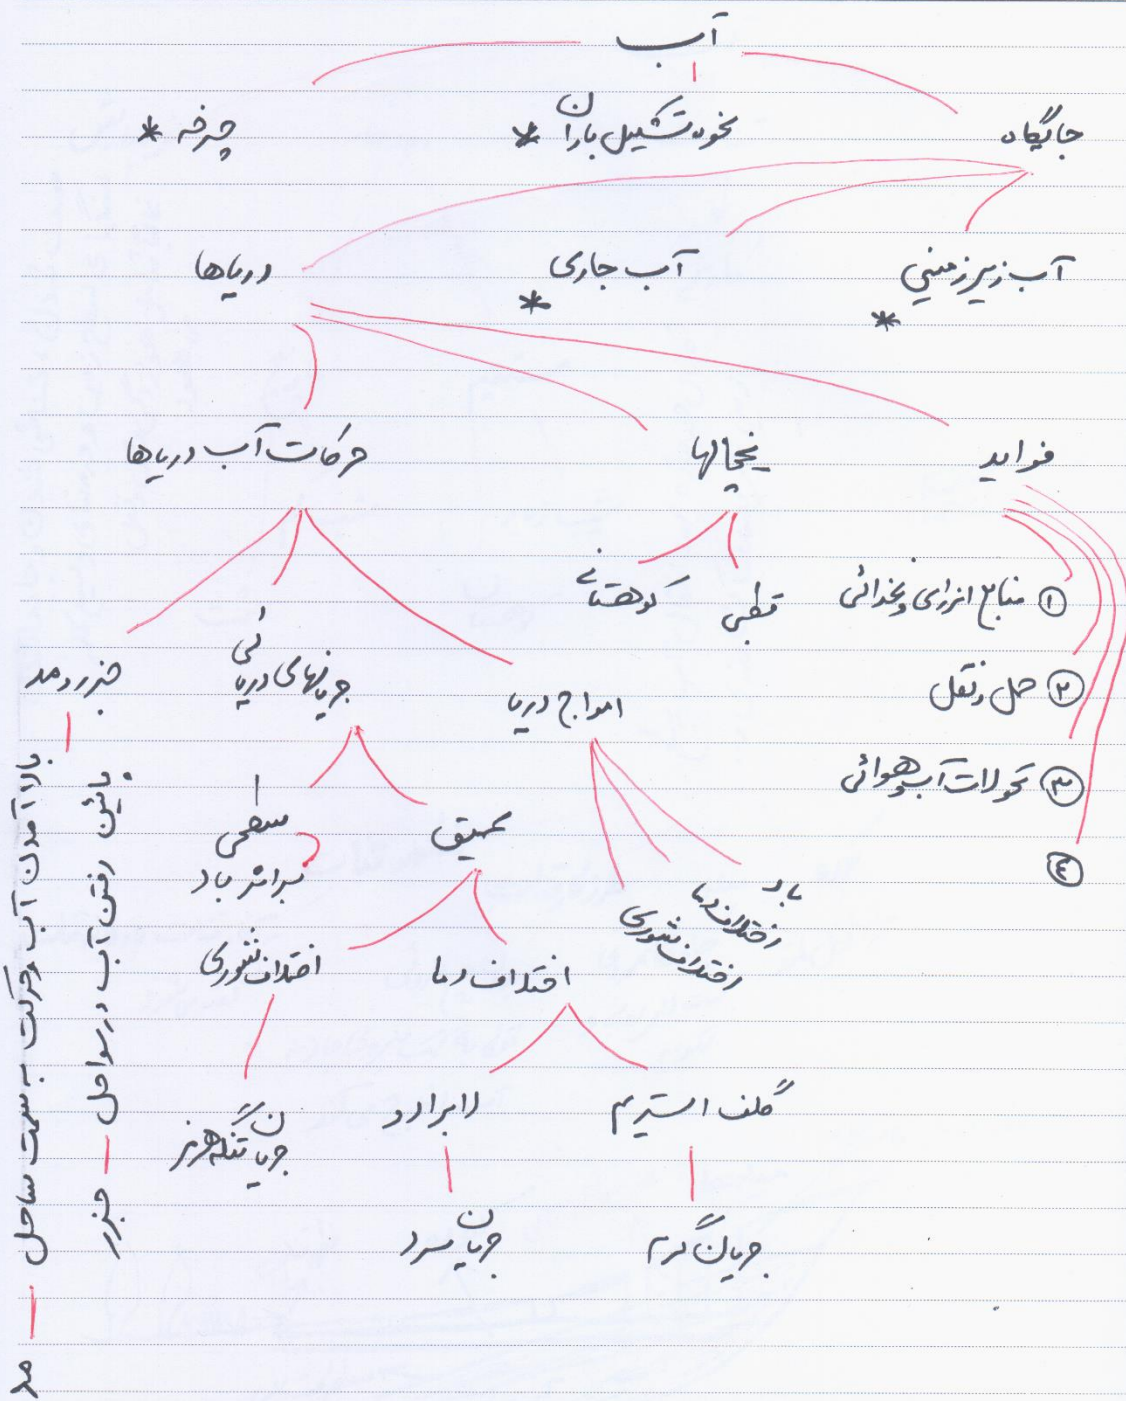 آب
جایگاه
نحوه تشکیل باران *
چرخه *
آب زیرزمینی *
آب جاری *
دریاها
فواید
یخچالها
حرکات آب دریاها
① منابع انرژی و غذائی
② حمل و نقل
③ تحولات آب و هوائی
④
قطبی
کوهستانی
امواج دریا
جریانهای دریائی
جزر و مد
باد
اختلاف دما
اختلاف شوری
عمیق
سطحی
بر اثر باد
اختلاف دما
اختلاف شوری
گلف استریم
لابرادور
جریان تنگه هرمز
جریان گرم
جریان سرد
بالا آمدن آب و حرکت به سمت ساحل — مد
پائین رفتن آب در سواحل — جزر